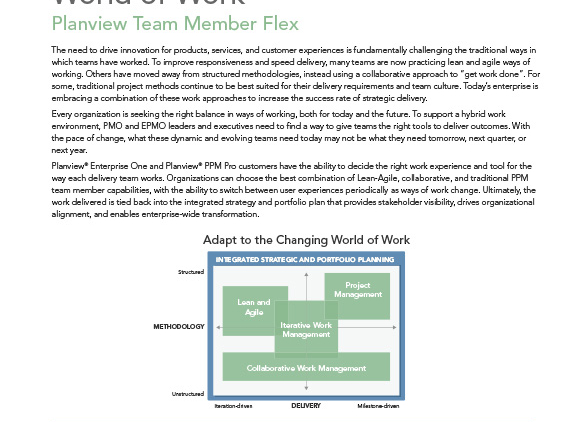 World of Work
Planview Team Member Flex
The need to drive innovation for products, services, and customer experiences is fundamentally challenging the traditional ways in
which teams have worked. To improve responsiveness and speed delivery, many teams are now practicing lean and agile ways of
working. Others have moved away from structured methodologies, instead using a collaborative approach to "get work done". For
some, traditional project methods continue to be best suited for their delivery requirements and team culture. Today's enterprise is
embracing a combination of these work approaches to increase the success rate of strategic delivery.
Every organization is seeking the right balance in ways of working, both for today and the future. To support a hybrid work
environment, PMO and EPMO leaders and executives need to find a way to give teams the right tools to deliver outcomes. With
the pace of change, what these dynamic and evolving teams need today may not be what they need tomorrow, next quarter, or
next year.
Planview® Enterprise One and Planview® PPM Pro customers have the ability to decide the right work experience and tool for the
way each delivery team works. Organizations can choose the best combination of Lean-Agile, collaborative, and traditional PPM
team member capabilities, with the ability to switch between user experiences periodically as ways of work change. Ultimately, the
work delivered is tied back into the integrated strategy and portfolio plan that provides stakeholder visibility, drives organizational
alignment, and enables enterprise-wide transformation.
Adapt to the Changing World of Work
INTEGRATED STRATEGIC AND PORTFOLIO PLANNING
Structured
Project
Management
Lean and
Agile
METHODOLOGY
Iterative Work
Management
Collaborative Work Management
Unstructured
Iteration-driven
DELIVERY
Milestone-driven